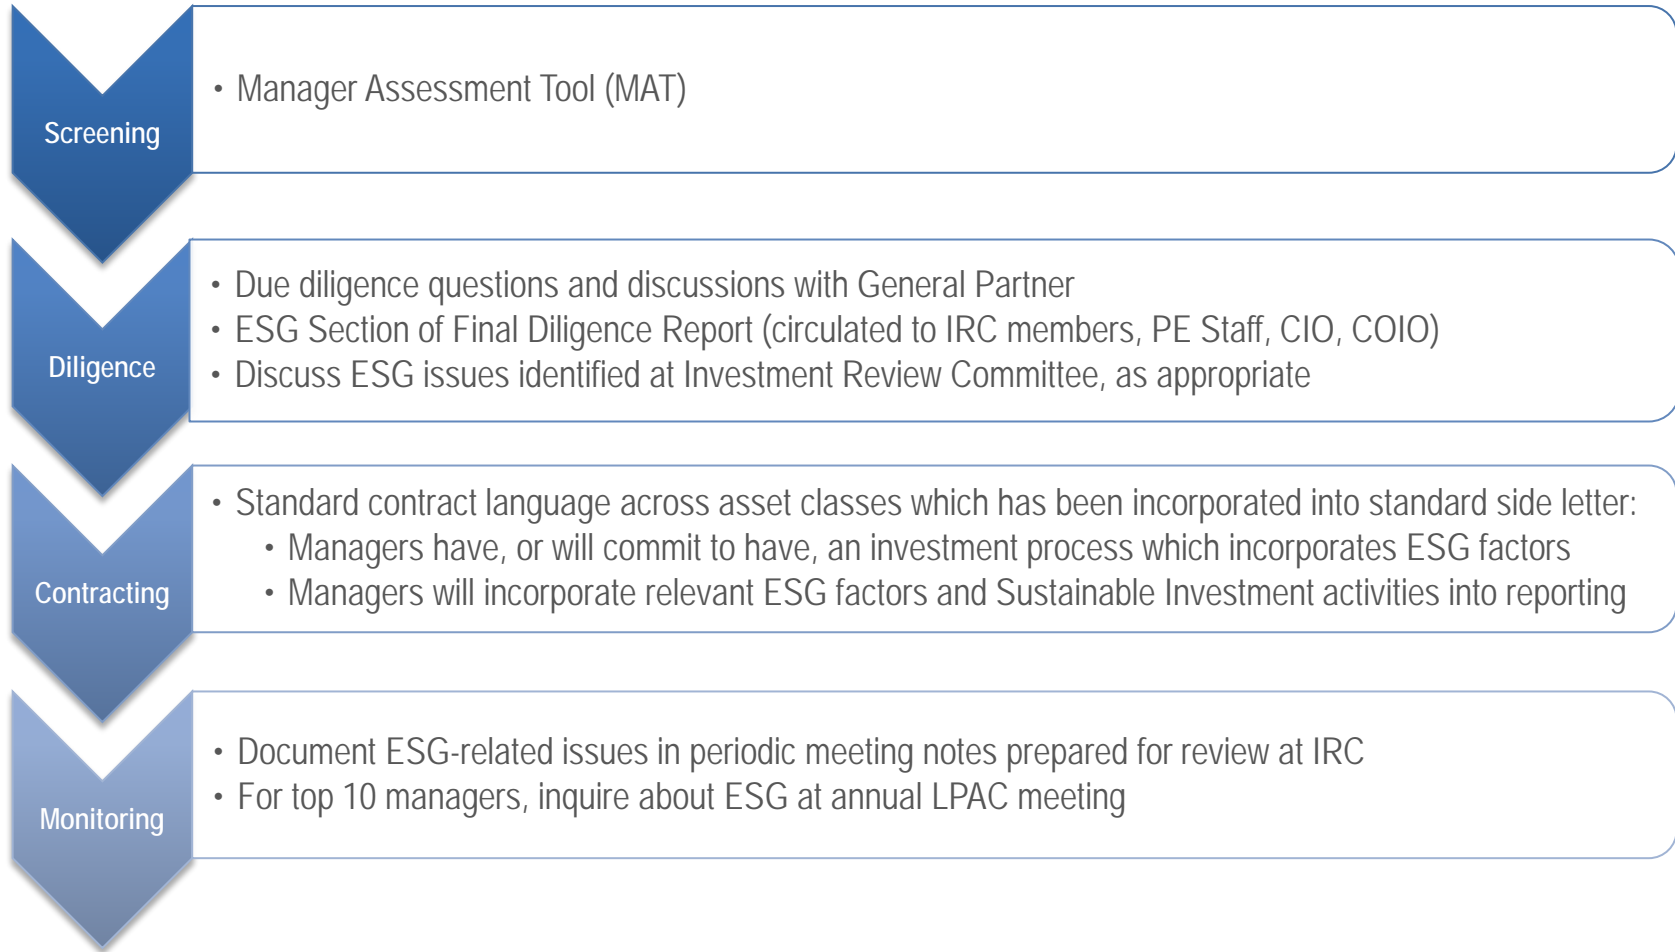 Screening
• Manager Assessment Tool (MAT)
Diligence
• Due diligence questions and discussions with General Partner
• ESG Section of Final Diligence Report (circulated to IRC members, PE Staff, CIO, COIO)
• Discuss ESG issues identified at Investment Review Committee, as appropriate
Contracting
• Standard contract language across asset classes which has been incorporated into standard side letter:
• Managers have, or will commit to have, an investment process which incorporates ESG factors
• Managers will incorporate relevant ESG factors and Sustainable Investment activities into reporting
Monitoring
• Document ESG-related issues in periodic meeting notes prepared for review at IRC
• For top 10 managers, inquire about ESG at annual LPAC meeting